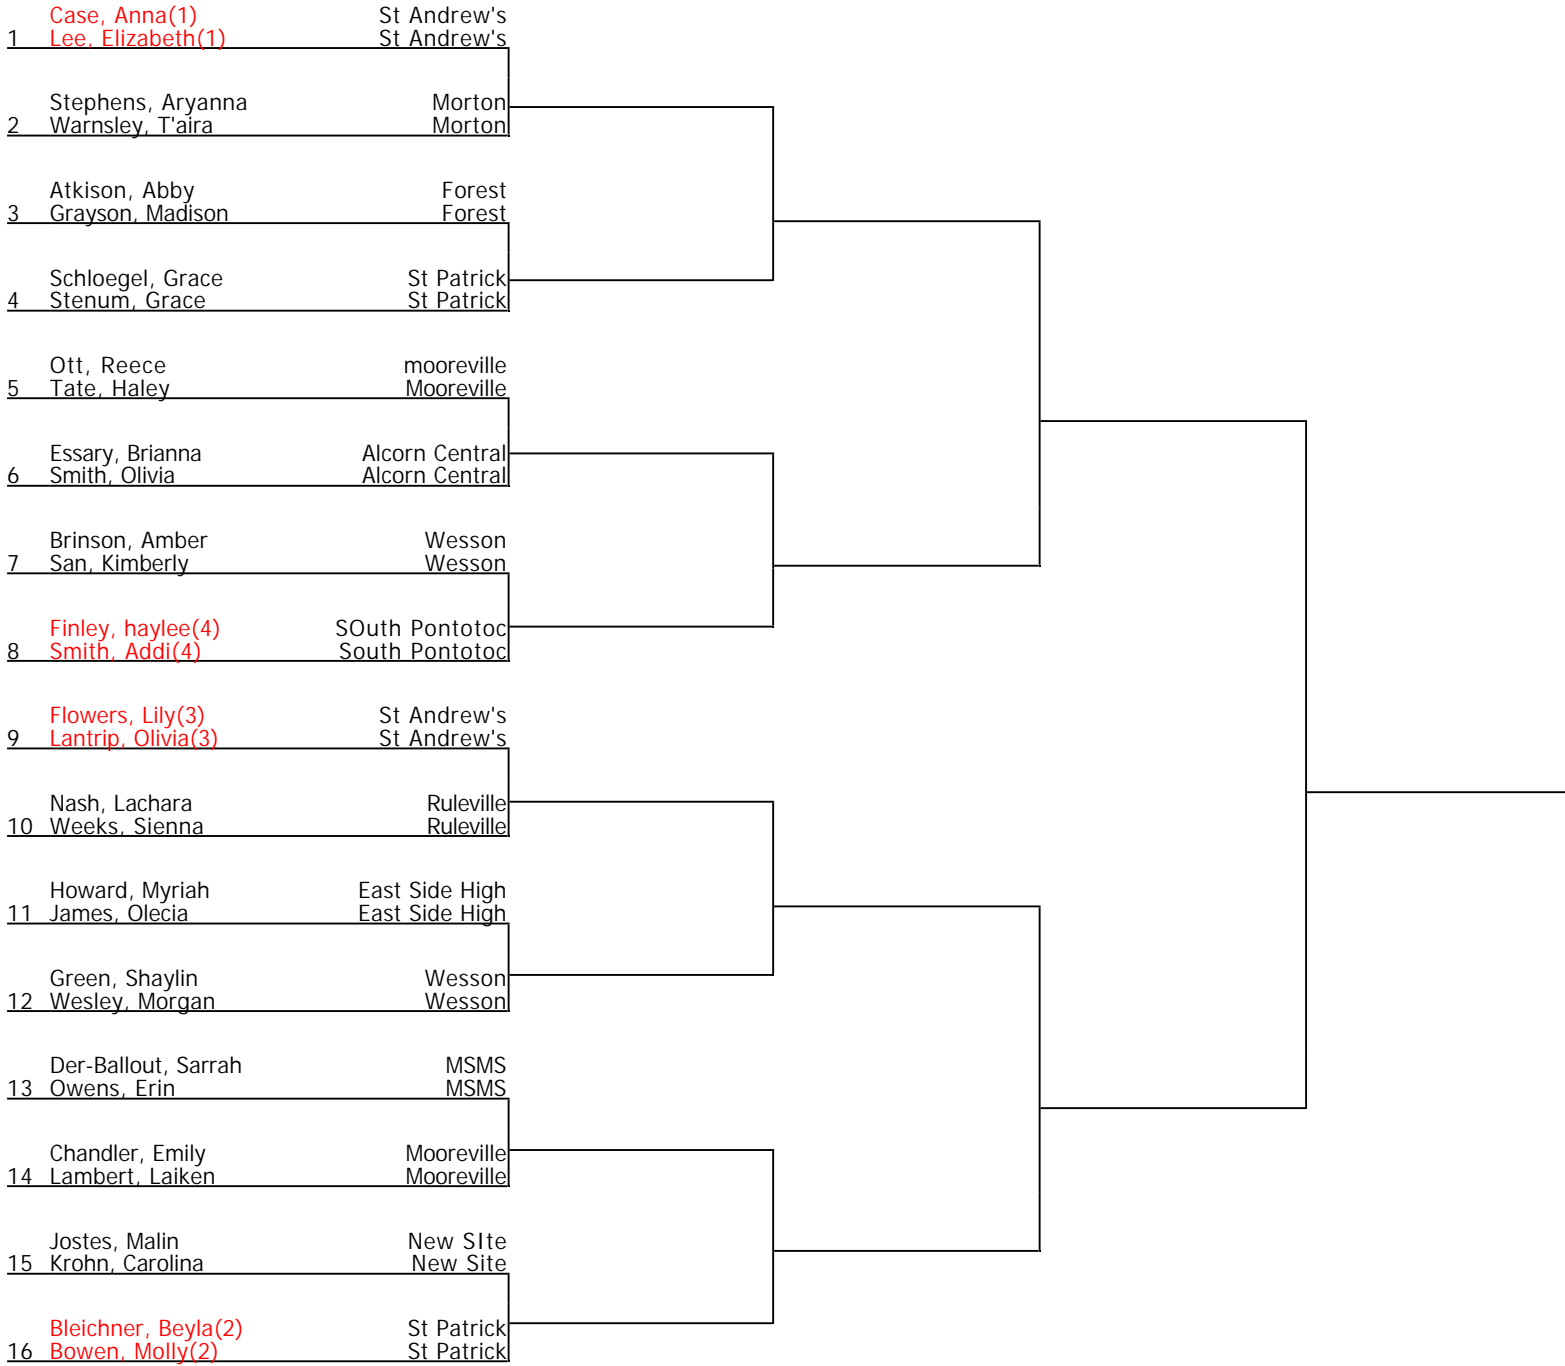 Case, Anna(1) St Andrew's
1 Lee, Elizabeth(1) St Andrew's
Stephens, Aryanna Morton
2 Warnsley, T'aira Morton
Atkison, Abby Forest
3 Grayson, Madison Forest
Schloegel, Grace St Patrick
4 Stenum, Grace St Patrick
Ott, Reece mooreville
5 Tate, Haley Mooreville
Essary, Brianna Alcorn Central
6 Smith, Olivia Alcorn Central
Brinson, Amber Wesson
7 San, Kimberly Wesson
Finley, haylee(4) SOuth Pontotoc
8 Smith, Addi(4) South Pontotoc
Flowers, Lily(3) St Andrew's
9 Lantrip, Olivia(3) St Andrew's
Nash, Lachara Ruleville
10 Weeks, Sienna Ruleville
Howard, Myriah East Side High
11 James, Olecia East Side High
Green, Shaylin Wesson
12 Wesley, Morgan Wesson
Der-Ballout, Sarrah MSMS
13 Owens, Erin MSMS
Chandler, Emily Mooreville
14 Lambert, Laiken Mooreville
Jostes, Malin New SIte
15 Krohn, Carolina New Site
Bleichner, Beyla(2) St Patrick
16 Bowen, Molly(2) St Patrick